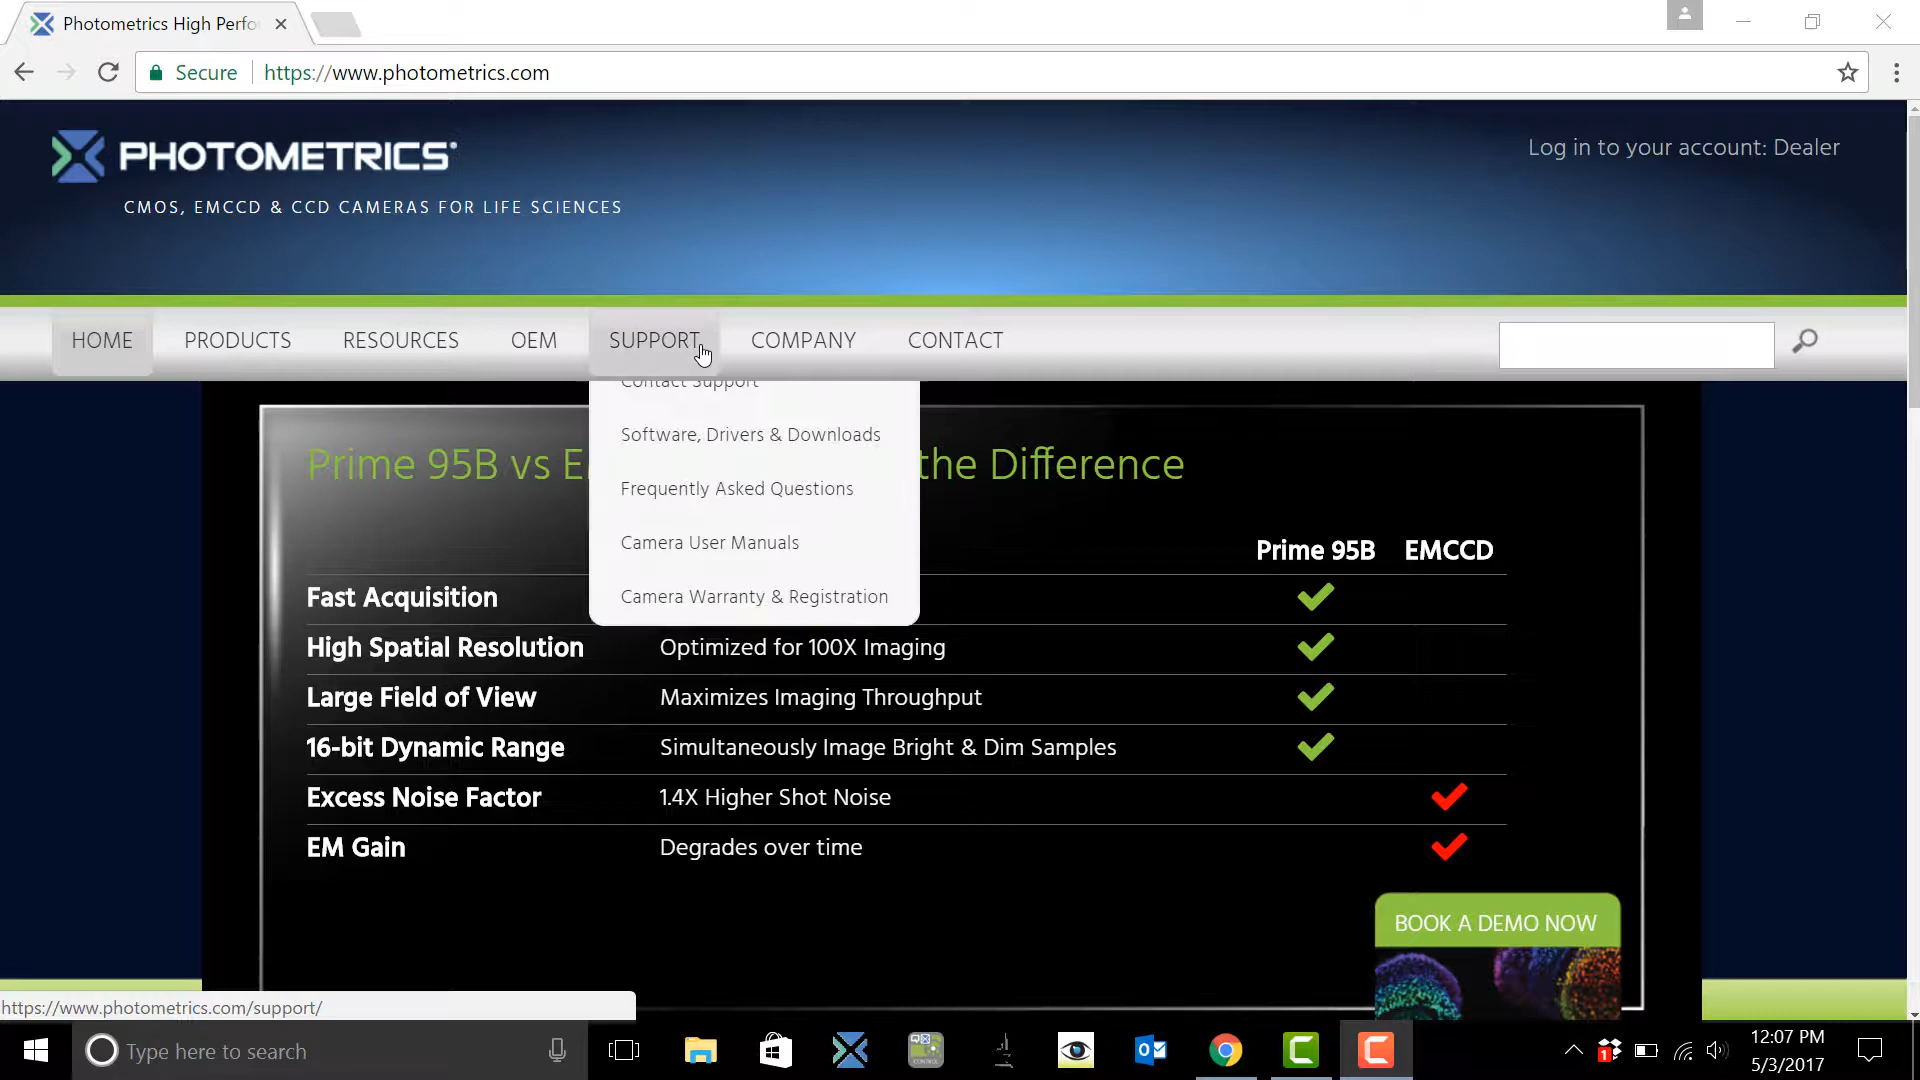 Photometrics High Perfo
Secure https://www.photometrics.com
PHOTOMETRICS®
Log in to your account: Dealer
CMOS, EMCCD & CCD CAMERAS FOR LIFE SCIENCES
HOME PRODUCTS RESOURCES OEM SUPPORT COMPANY CONTACT
Contact Support
Software, Drivers & Downloads
Frequently Asked Questions
Camera User Manuals
Camera Warranty & Registration
Prime 95B vs E the Difference
Prime 95B EMCCD
Fast Acquisition
High Spatial Resolution Optimized for 100X Imaging
Large Field of View Maximizes Imaging Throughput
16-bit Dynamic Range Simultaneously Image Bright & Dim Samples
Excess Noise Factor 1.4X Higher Shot Noise
EM Gain Degrades over time
BOOK A DEMO NOW
https://www.photometrics.com/support/
Type here to search
12:07 PM
5/3/2017